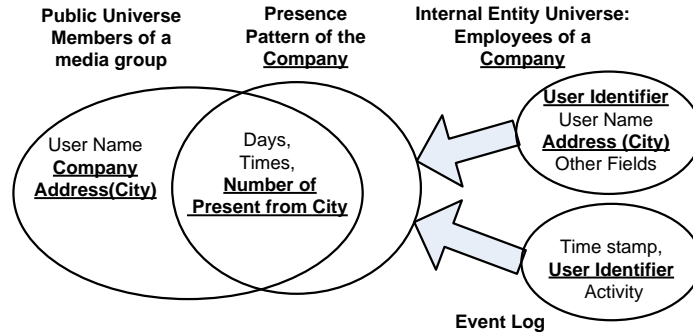 Public Universe
Members of a
media group
Presence
Pattern of the
Company
Internal Entity Universe:
Employees of a
Company
User Name
Company
Address(City)
Days,
Times,
Number of
Present from City
User Identifier
User Name
Address (City)
Other Fields
Time stamp,
User Identifier
Activity
Event Log